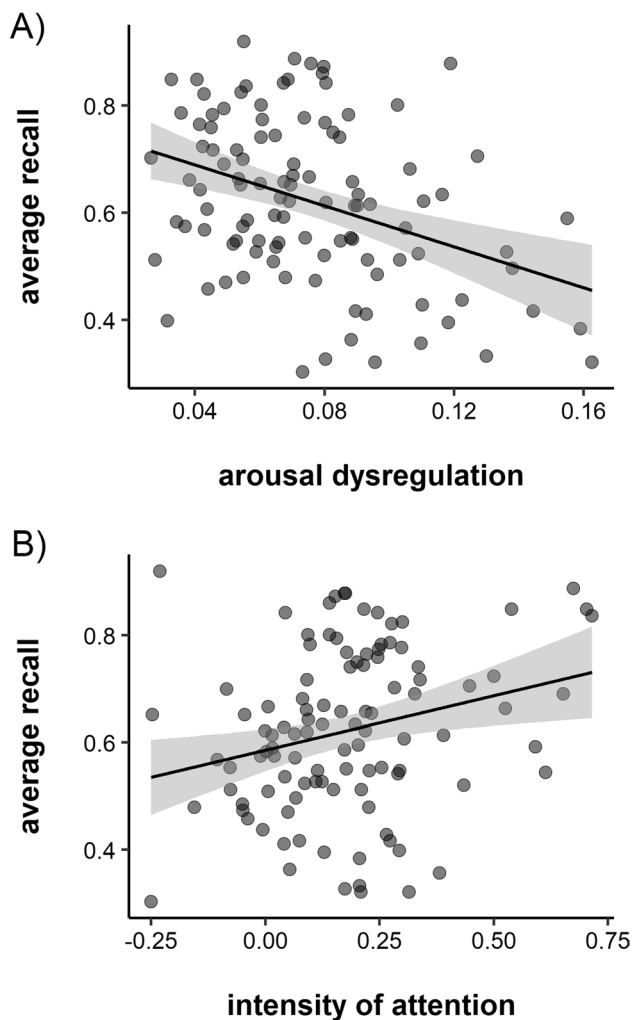 A)
average recall
0.8
0.6
0.4
0.04 0.08 0.12 0.16
arousal dysregulation
B)
average recall
0.8
0.6
0.4
-0.25 0.00 0.25 0.50 0.75
intensity of attention